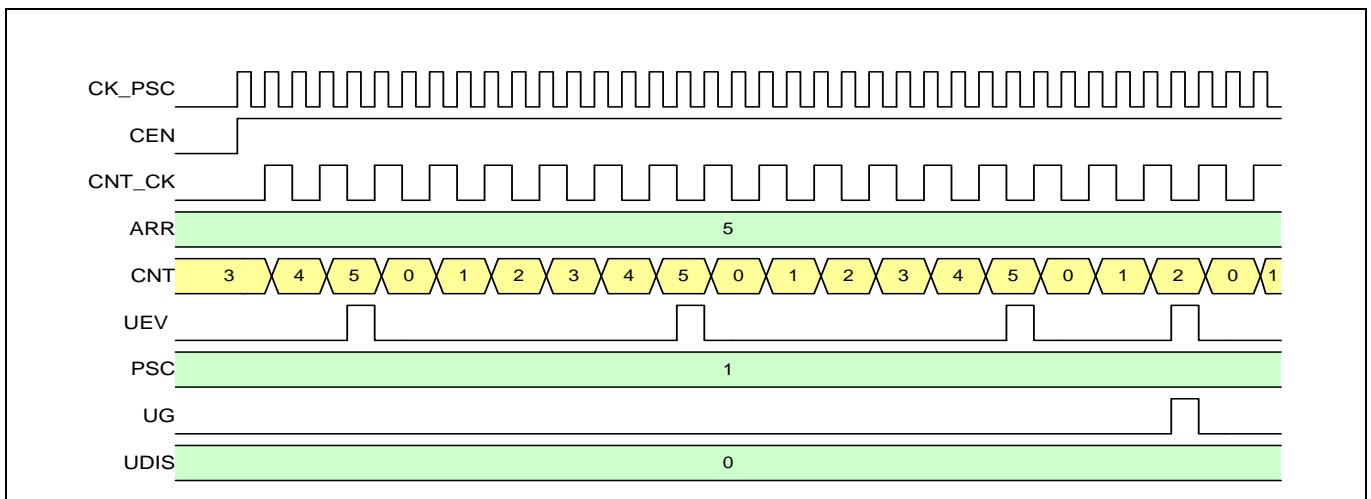 CK_PSC
CEN
CNT_CK
ARR 5
CNT 3 4 5 0 1 2 3 4 5 0 1 2 3 4 5 0 1 2 0 1
UEV
PSC 1
UG
UDIS 0